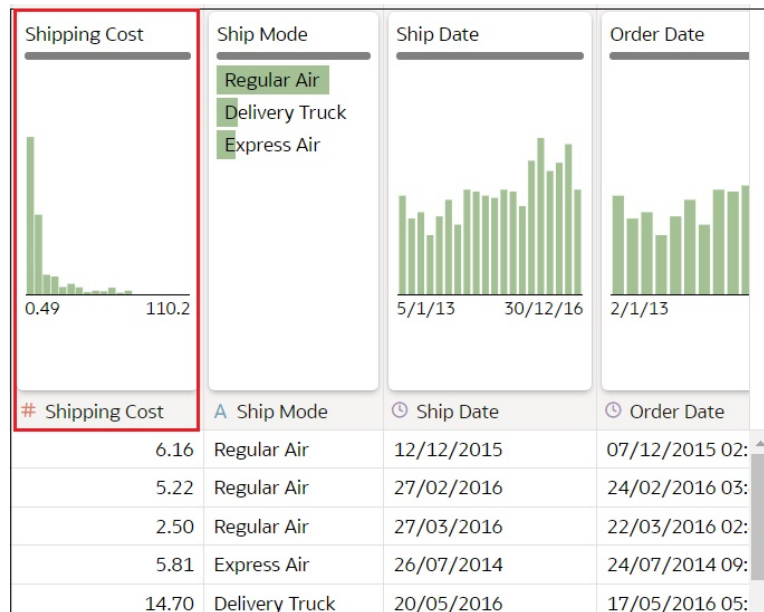 Shipping Cost Ship Mode Ship Date Order Date
Regular Air
Delivery Truck
Express Air
0.49 110.2 5/1/13 30/12/16 2/1/13
# Shipping Cost A Ship Mode Ship Date Order Date
6.16 Regular Air 12/12/2015 07/12/2015 02:
5.22 Regular Air 27/02/2016 24/02/2016 03:
2.50 Regular Air 27/03/2016 22/03/2016 02:
5.81 Express Air 26/07/2014 24/07/2014 09:
14.70 Delivery Truck 20/05/2016 17/05/2016 05: